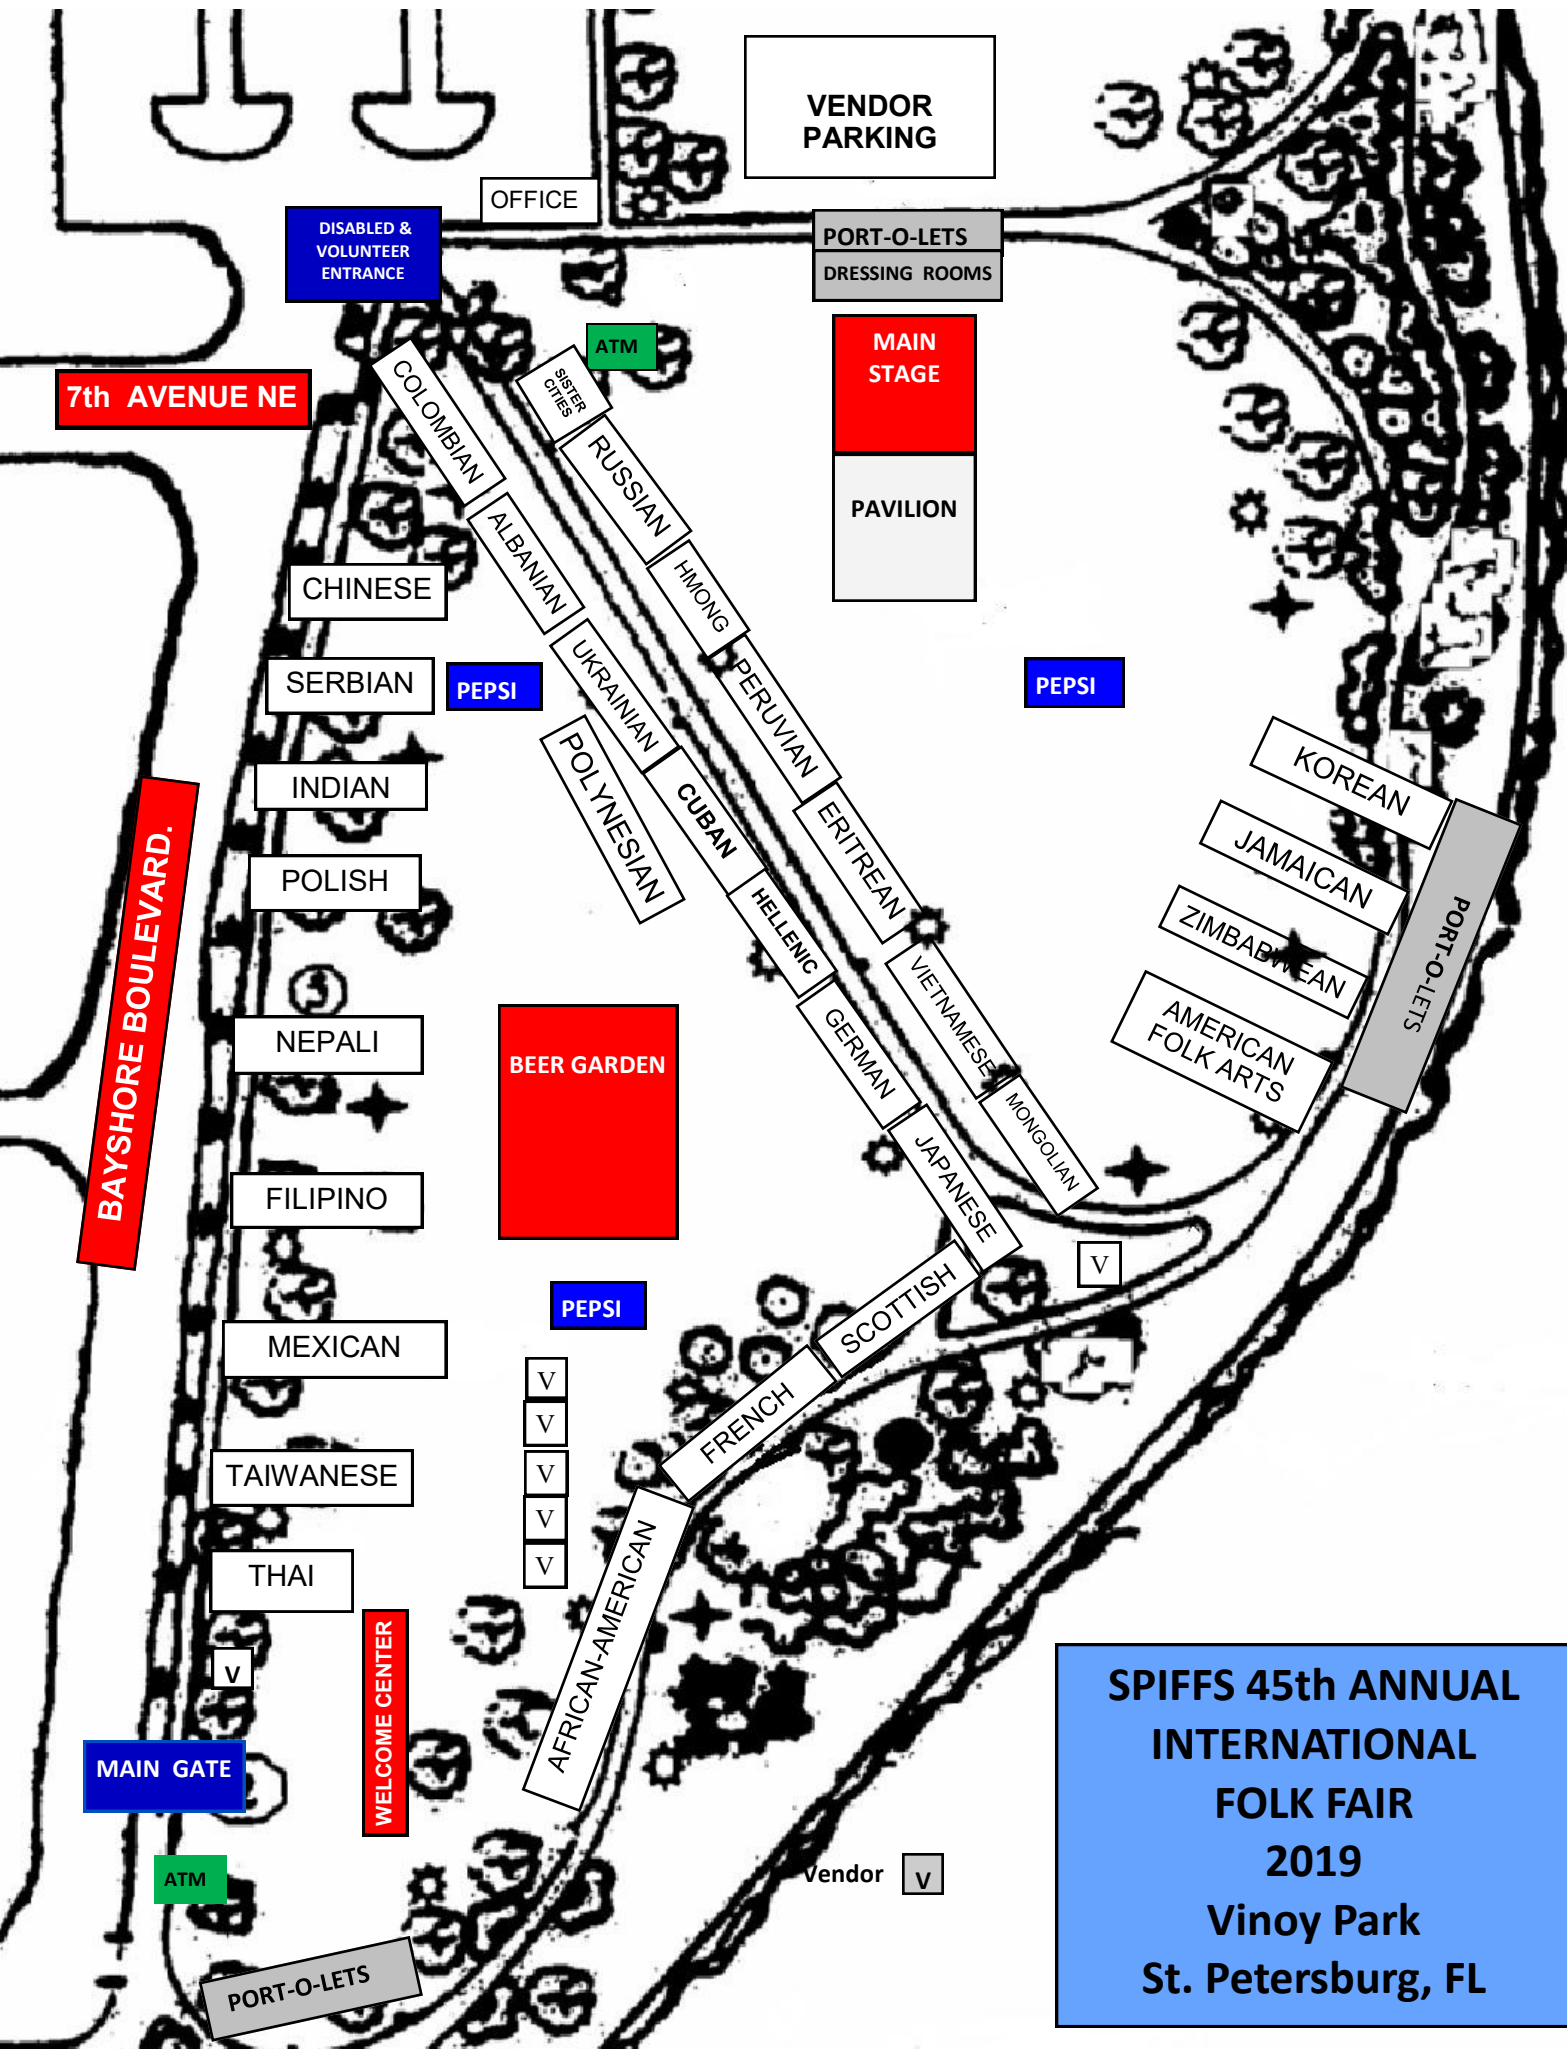 VENDOR
PARKING
OFFICE
DISABLED &
VOLUNTEER
ENTRANCE
PORT-O-LETS
DRESSING ROOMS
ATM
MAIN
STAGE
PAVILION
7th AVENUE NE
SISTER
CITIES
COLOMBIAN
RUSSIAN
ALBANIAN
HMONG
CHINESE
UKRAINIAN
PERUVIAN
SERBIAN
PEPSI
PEPSI
POLYNESIAN
CUBAN
ERITREAN
INDIAN
KOREAN
JAMAICAN
ZIMBABWEAN
AMERICAN
FOLK ARTS
PORT-O-LETS
POLISH
HELLENIC
VIETNAMESE
BAYSHORE BOULEVARD.
NEPALI
BEER GARDEN
GERMAN
MONGOLIAN
JAPANESE
FILIPINO
V
SCOTTISH
PEPSI
MEXICAN
FRENCH
V
V
V
V
V
TAIWANESE
AFRICAN-AMERICAN
THAI
V
WELCOME CENTER
MAIN GATE
ATM
PORT-O-LETS
Vendor V
SPIFFS 45th ANNUAL
INTERNATIONAL
FOLK FAIR
2019
Vinoy Park
St. Petersburg, FL